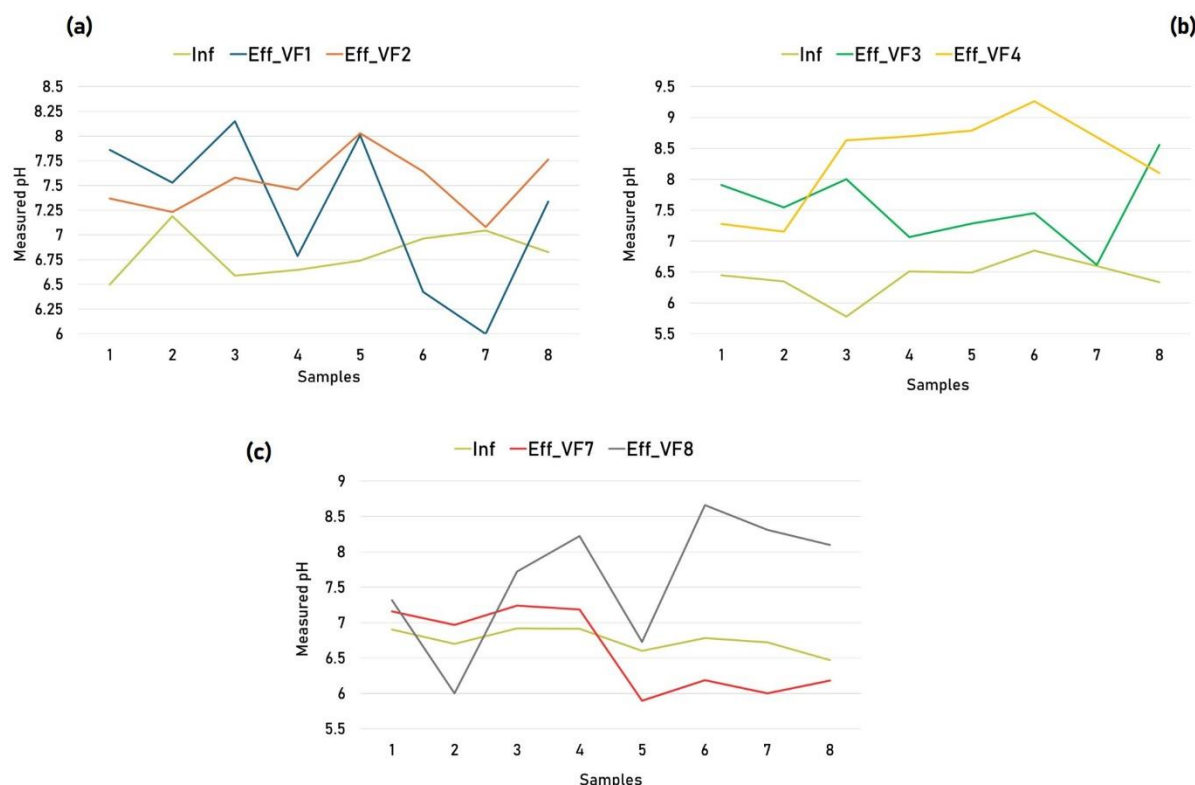 (a)
Inf Eff_VF1 Eff_VF2
Measured pH
8.5
8.25
8
7.75
7.5
7.25
7
6.75
6.5
6.25
6
1 2 3 4 5 6 7 8
Samples
(b)
Inf Eff_VF3 Eff_VF4
Measured pH
9.5
9
8.5
8
7.5
7
6.5
6
5.5
1 2 3 4 5 6 7 8
Samples
(c)
Inf Eff_VF7 Eff_VF8
Measured pH
9
8.5
8
7.5
7
6.5
6
5.5
1 2 3 4 5 6 7 8
Samples